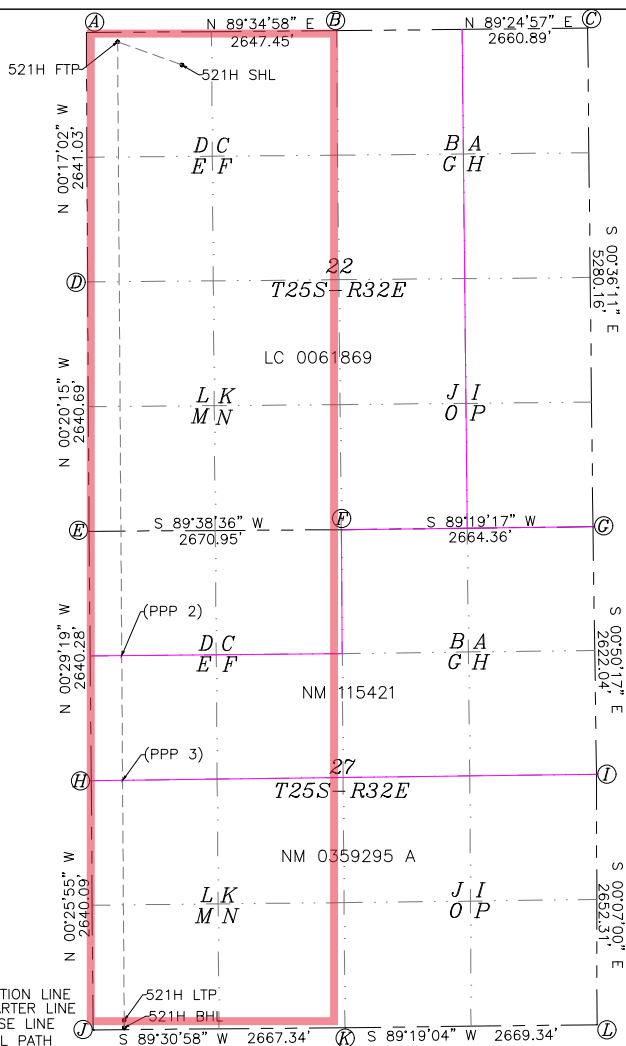 A
N 89°34'58" E
2647.45'
B
N 89°24'57" E
2660.89'
C
521H FTP
521H SHL
N 00°17'02" W
2641.03'
D C
E F
B A
G H
S 00°36'11" E
5280.16'
D
22
T25S-R32E
LC 0061869
N 00°20'15" W
2640.69'
L K
M N
J I
O P
E
S 89°38'36" W
2670.95'
F
S 89°19'17" W
2664.36'
G
(PPP 2)
N 00°29'19" W
2640.28'
D C
E F
B A
G H
S 00°50'17" E
2622.04'
NM 115421
(PPP 3)
H
27
T25S-R32E
I
NM 0359295 A
N 00°25'55" W
2640.09'
L K
M N
J I
O P
S 00°07'00" E
2652.31'
TION LINE
RTER LINE
SE LINE
L PATH
521H LTP
521H BHL
J
S 89°30'58" W 2667.34'
K
S 89°19'04" W 2669.34'
L